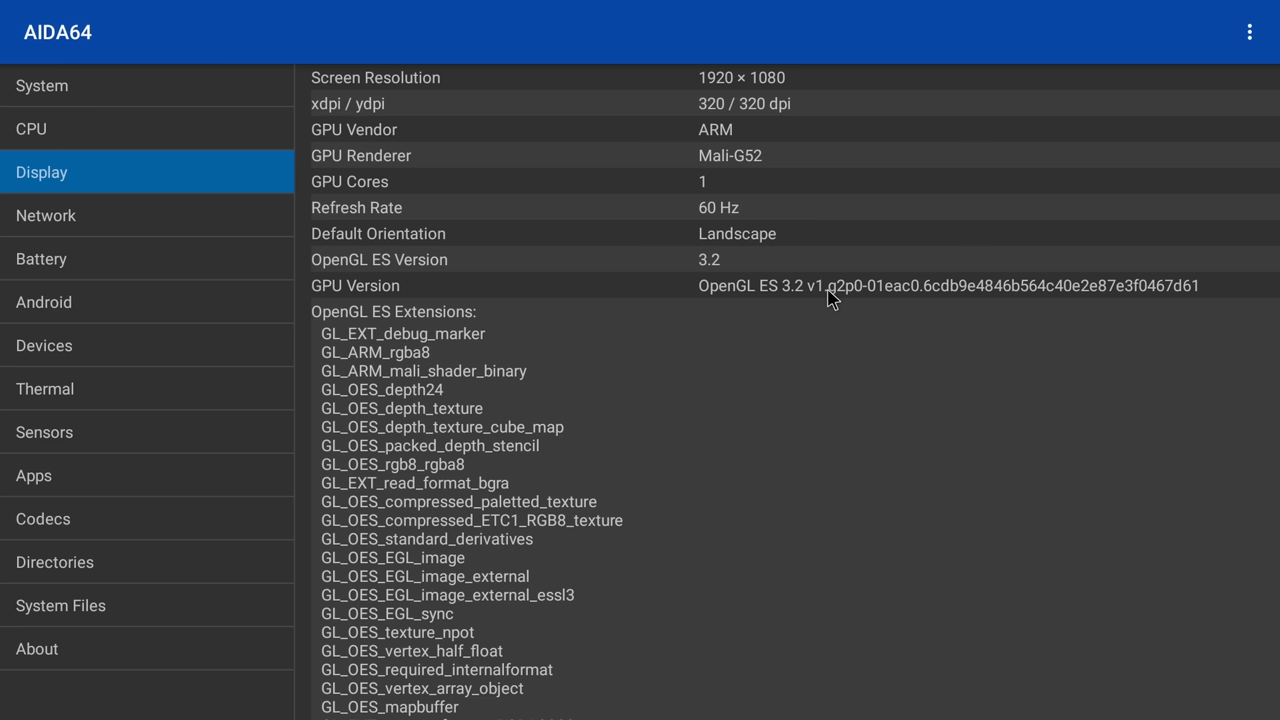 AIDA64
System
CPU
Display
Network
Battery
Android
Devices
Thermal
Sensors
Apps
Codecs
Directories
System Files
About
Screen Resolution 1920 × 1080
xdpi / ydpi 320 / 320 dpi
GPU Vendor ARM
GPU Renderer Mali-G52
GPU Cores 1
Refresh Rate 60 Hz
Default Orientation Landscape
OpenGL ES Version 3.2
GPU Version OpenGL ES 3.2 v1.g2p0-01eac0.6cdb9e4846b564c40e2e87e3f0467d61
OpenGL ES Extensions:
GL_EXT_debug_marker
GL_ARM_rgba8
GL_ARM_mali_shader_binary
GL_OES_depth24
GL_OES_depth_texture
GL_OES_depth_texture_cube_map
GL_OES_packed_depth_stencil
GL_OES_rgb8_rgba8
GL_EXT_read_format_bgra
GL_OES_compressed_paletted_texture
GL_OES_compressed_ETC1_RGB8_texture
GL_OES_standard_derivatives
GL_OES_EGL_image
GL_OES_EGL_image_external
GL_OES_EGL_image_external_essl3
GL_OES_EGL_sync
GL_OES_texture_npot
GL_OES_vertex_half_float
GL_OES_required_internalformat
GL_OES_vertex_array_object
GL_OES_mapbuffer